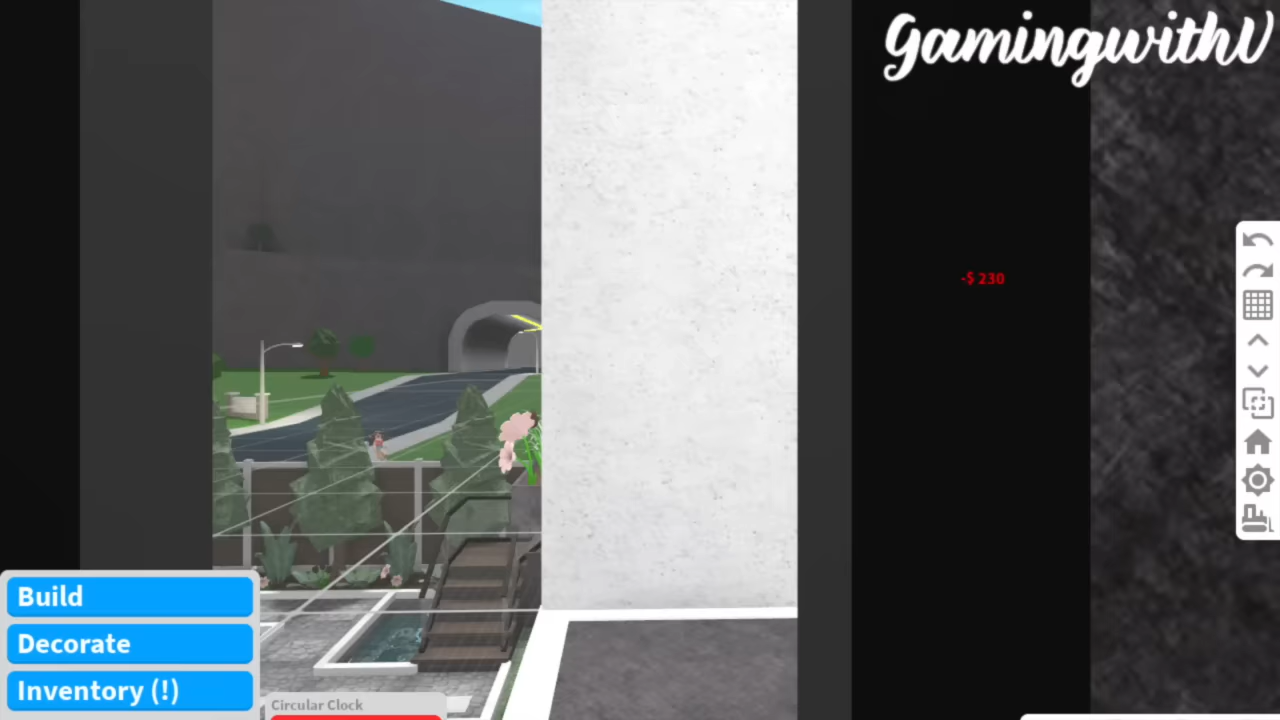 GamingwithV
-$ 230
Build
Decorate
Inventory (!)
Circular Clock